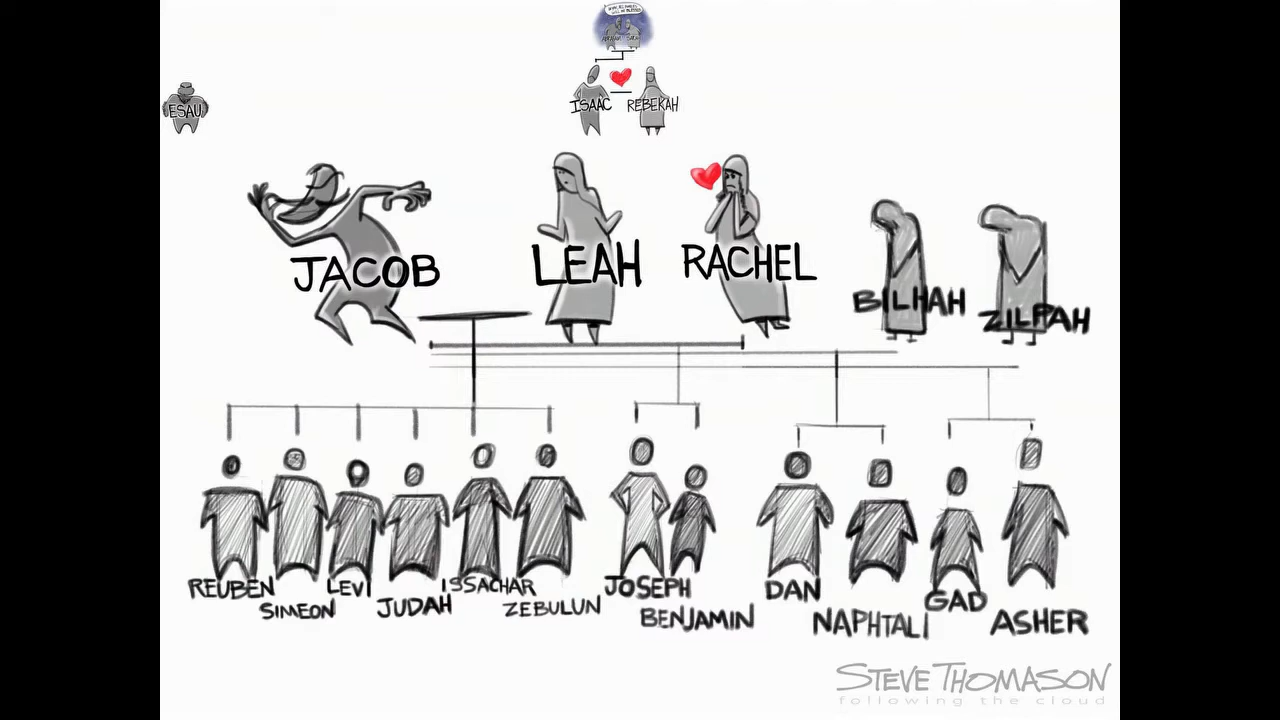 ISAAC
REBEKAH
ESAU
JACOB
LEAH
RACHEL
BILHAH
ZILPAH
REUBEN
SIMEON
LEVI
JUDAH
ISSACHAR
ZEBULUN
JOSEPH
BENJAMIN
DAN
NAPHTALI
GAD
ASHER
STEVE THOMASON
following the cloud